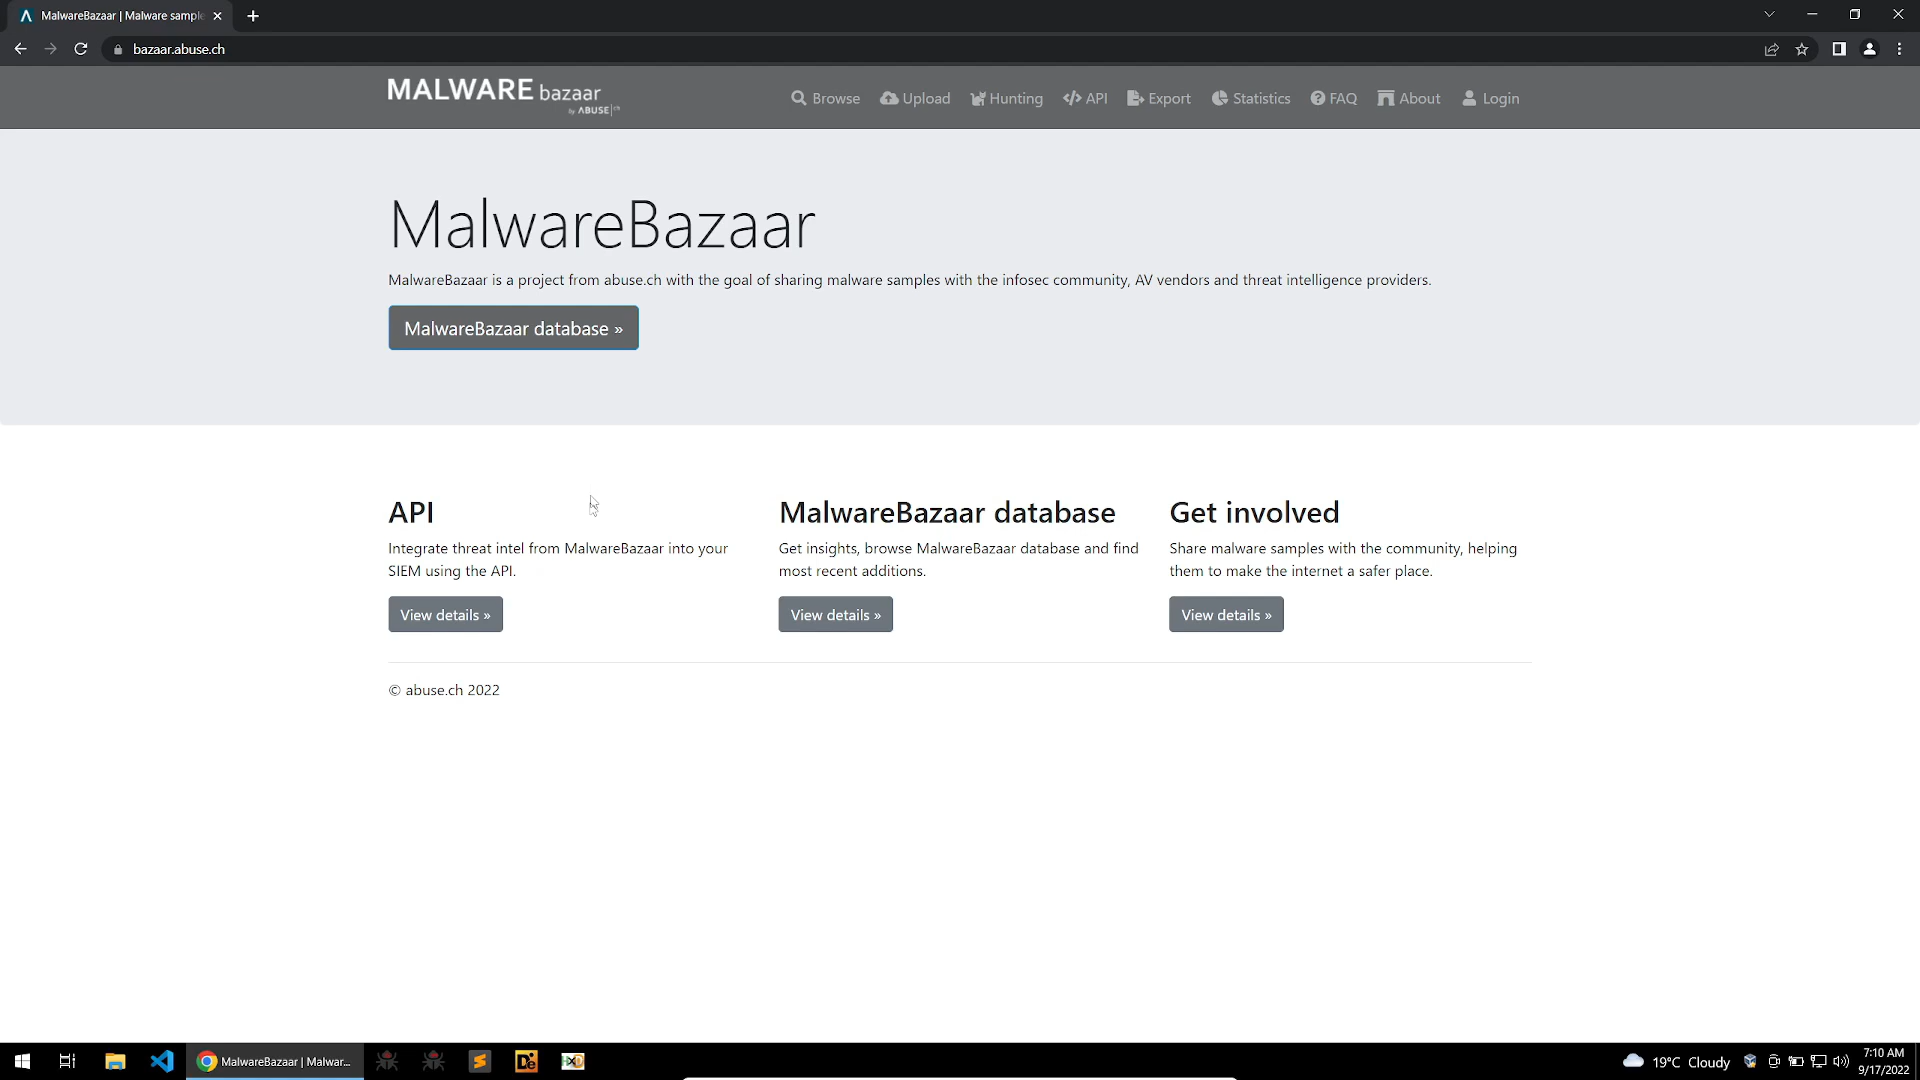 MalwareBazaar | Malware sample
bazaar.abuse.ch
MALWARE bazaar
by ABUSE|ch
Browse
Upload
Hunting
API
Export
Statistics
FAQ
About
Login
MalwareBazaar
MalwareBazaar is a project from abuse.ch with the goal of sharing malware samples with the infosec community, AV vendors and threat intelligence providers.
MalwareBazaar database »
API
Integrate threat intel from MalwareBazaar into your
SIEM using the API.
View details »
MalwareBazaar database
Get insights, browse MalwareBazaar database and find
most recent additions.
View details »
Get involved
Share malware samples with the community, helping
them to make the internet a safer place.
View details »
© abuse.ch 2022
MalwareBazaar | Malwar...
19°C Cloudy
7:10 AM
9/17/2022